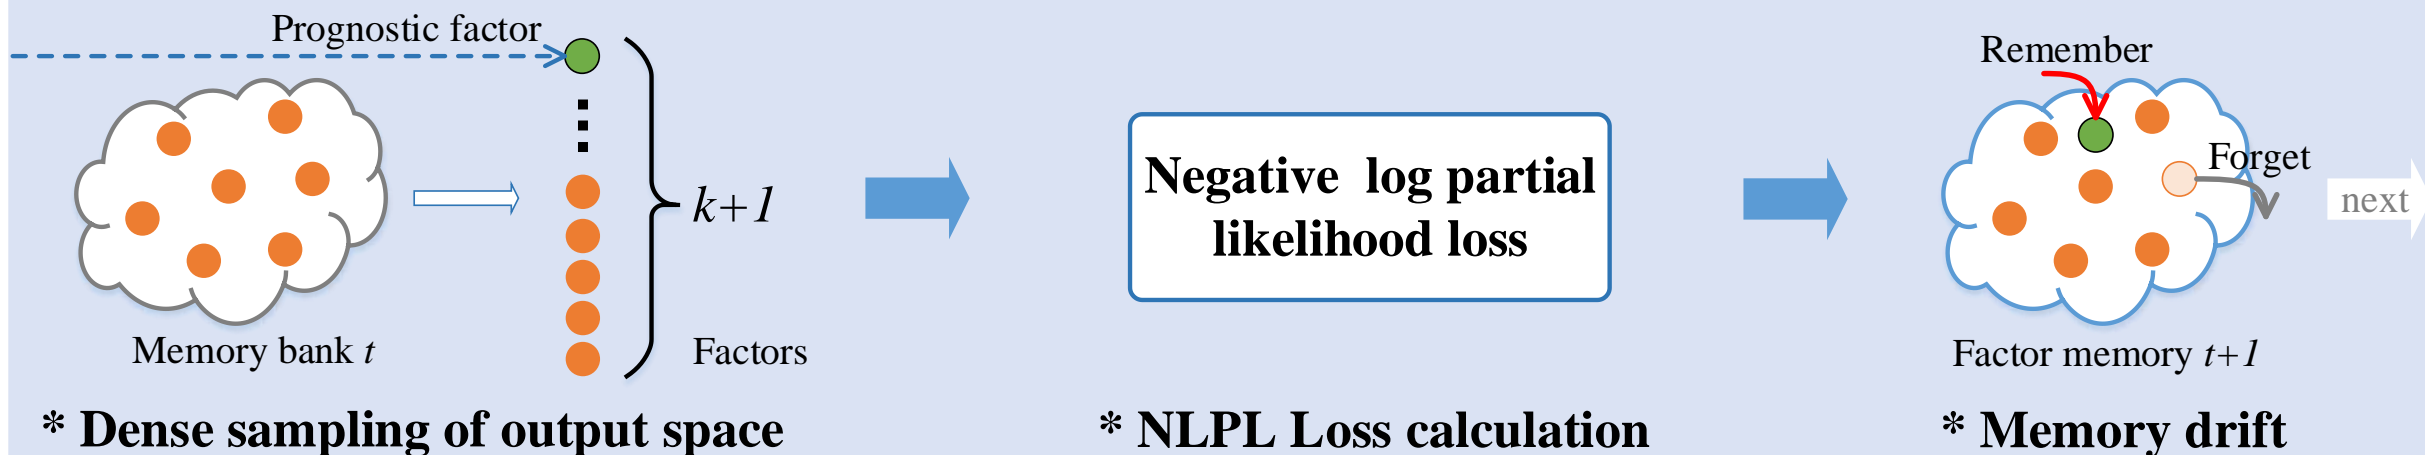 Prognostic factor
k+1
Memory bank t
Factors
* Dense sampling of output space
Negative log partial
likelihood loss
* NLPL Loss calculation
Remember
Forget
next
Factor memory t+1
* Memory drift